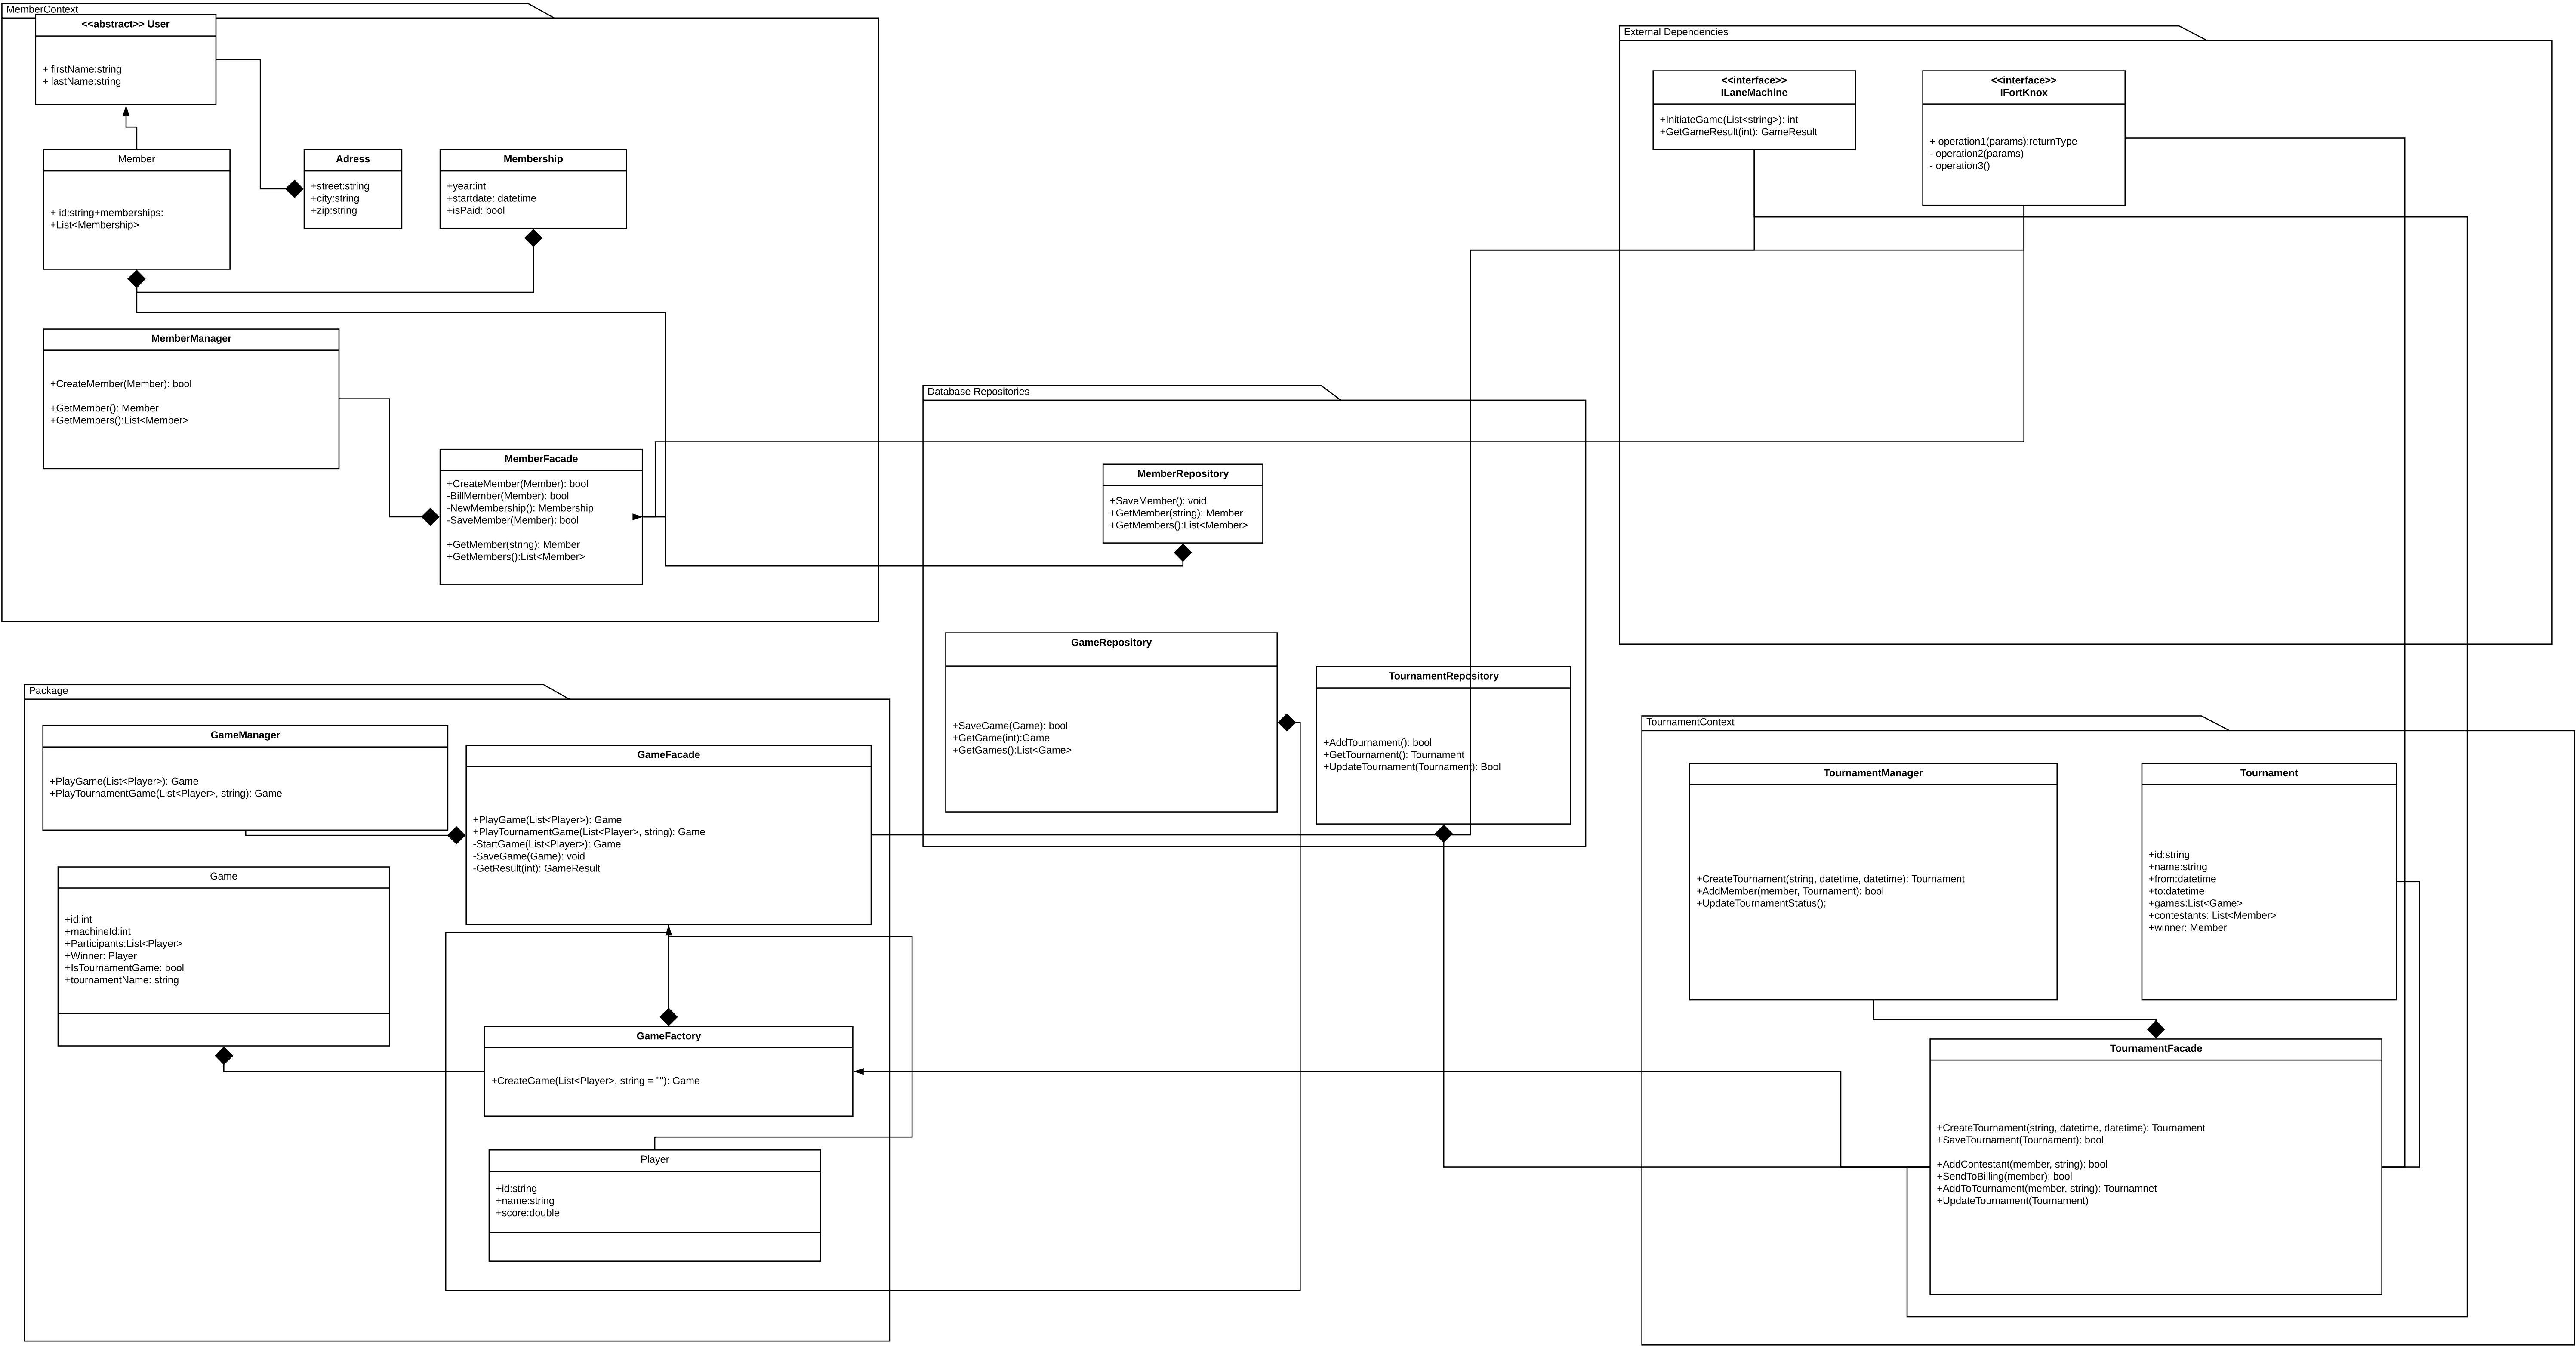 MemberContext
<<abstract>> User
+ firstName:string
+ lastName:string
Member
+ id:string+memberships:
+List<Membership>
Adress
+street:string
+city:string
+zip:string
Membership
+year:int
+startdate: datetime
+isPaid: bool
MemberManager
+CreateMember(Member): bool
+GetMember(): Member
+GetMembers():List<Member>
MemberFacade
+CreateMember(Member): bool
-BillMember(Member): bool
-NewMembership(): Membership
-SaveMember(Member): bool
+GetMember(string): Member
+GetMembers():List<Member>
External Dependencies
<<interface>>
ILaneMachine
+InitiateGame(List<string>): int
+GetGameResult(int): GameResult
<<interface>>
IFortKnox
+ operation1(params):returnType
- operation2(params)
- operation3()
Database Repositories
MemberRepository
+SaveMember(): void
+GetMember(string): Member
+GetMembers():List<Member>
GameRepository
+SaveGame(Game): bool
+GetGame(int):Game
+GetGames():List<Game>
TournamentRepository
+AddTournament(): bool
+GetTournament(): Tournament
+UpdateTournament(Tournament): Bool
Package
GameManager
+PlayGame(List<Player>): Game
+PlayTournamentGame(List<Player>, string): Game
GameFacade
+PlayGame(List<Player>): Game
+PlayTournamentGame(List<Player>, string): Game
-StartGame(List<Player>): Game
-SaveGame(Game): void
-GetResult(int): GameResult
Game
+id:int
+machineId:int
+Participants:List<Player>
+Winner: Player
+IsTournamentGame: bool
+tournamentName: string
GameFactory
+CreateGame(List<Player>, string = ""): Game
Player
+id:string
+name:string
+score:double
TournamentContext
TournamentManager
+CreateTournament(string, datetime, datetime): Tournament
+AddMember(member, Tournament): bool
+UpdateTournamentStatus();
Tournament
+id:string
+name:string
+from:datetime
+to:datetime
+games:List<Game>
+contestants: List<Member>
+winner: Member
TournamentFacade
+CreateTournament(string, datetime, datetime): Tournament
+SaveTournament(Tournament): bool
+AddContestant(member, string): bool
+SendToBilling(member); bool
+AddToTournament(member, string): Tournamnet
+UpdateTournament(Tournament)